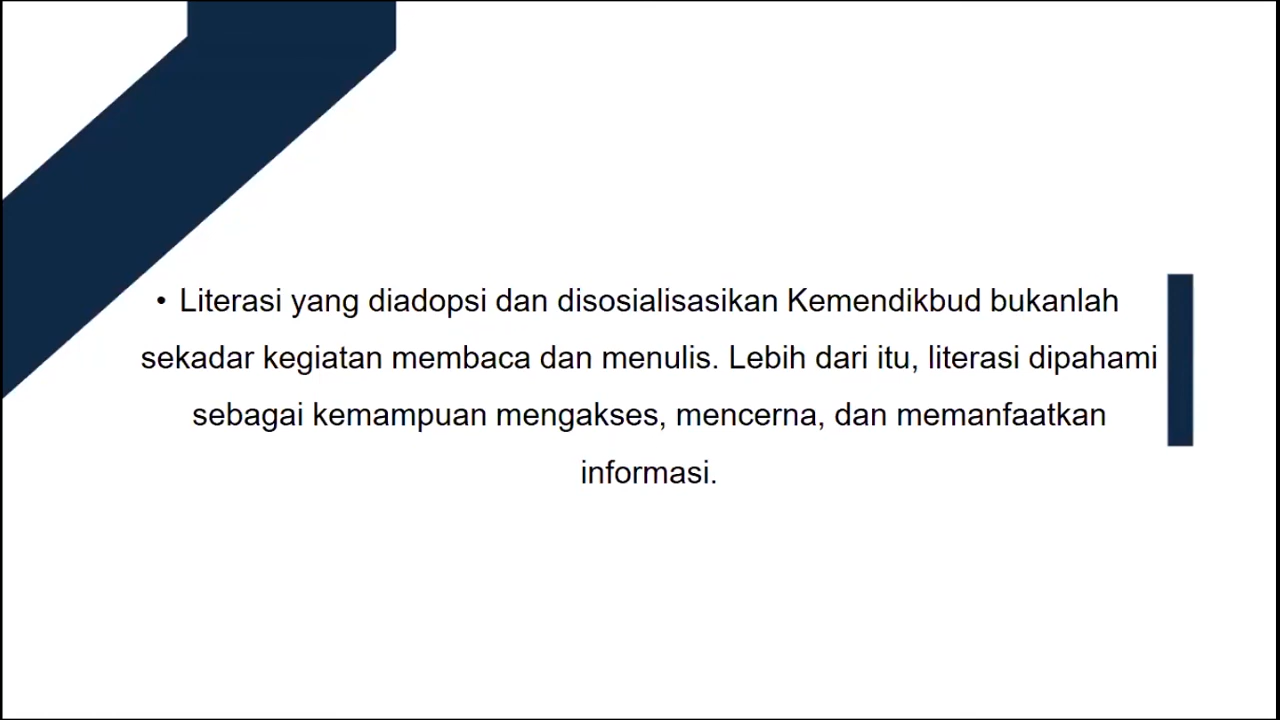 • Literasi yang diadopsi dan disosialisasikan Kemendikbud bukanlah
sekadar kegiatan membaca dan menulis. Lebih dari itu, literasi dipahami
sebagai kemampuan mengakses, mencerna, dan memanfaatkan
informasi.